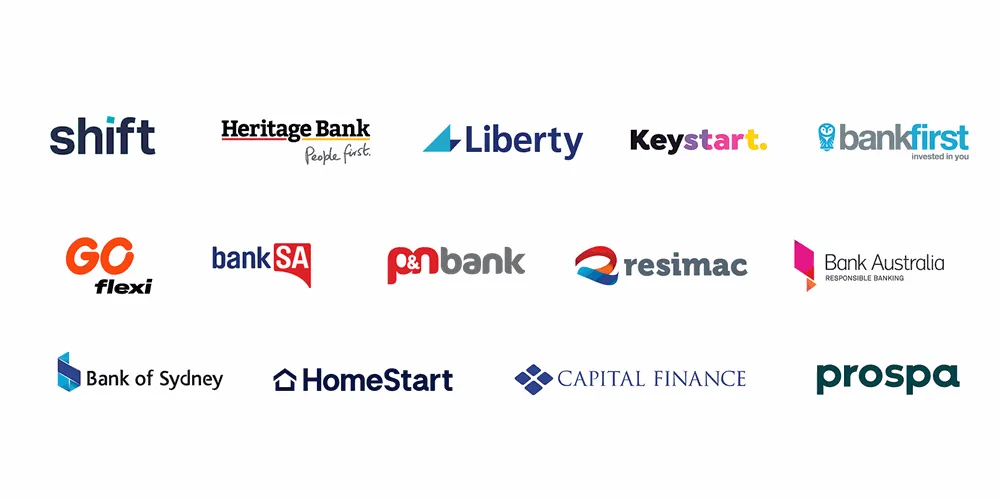 shift
Heritage Bank
People first.
Liberty
Keystart.
bankfirst
invested in you
GO
flexi
bankSA
p&nbank
resimac
Bank Australia
RESPONSIBLE BANKING
Bank of Sydney
HomeStart
CAPITAL FINANCE
prospa